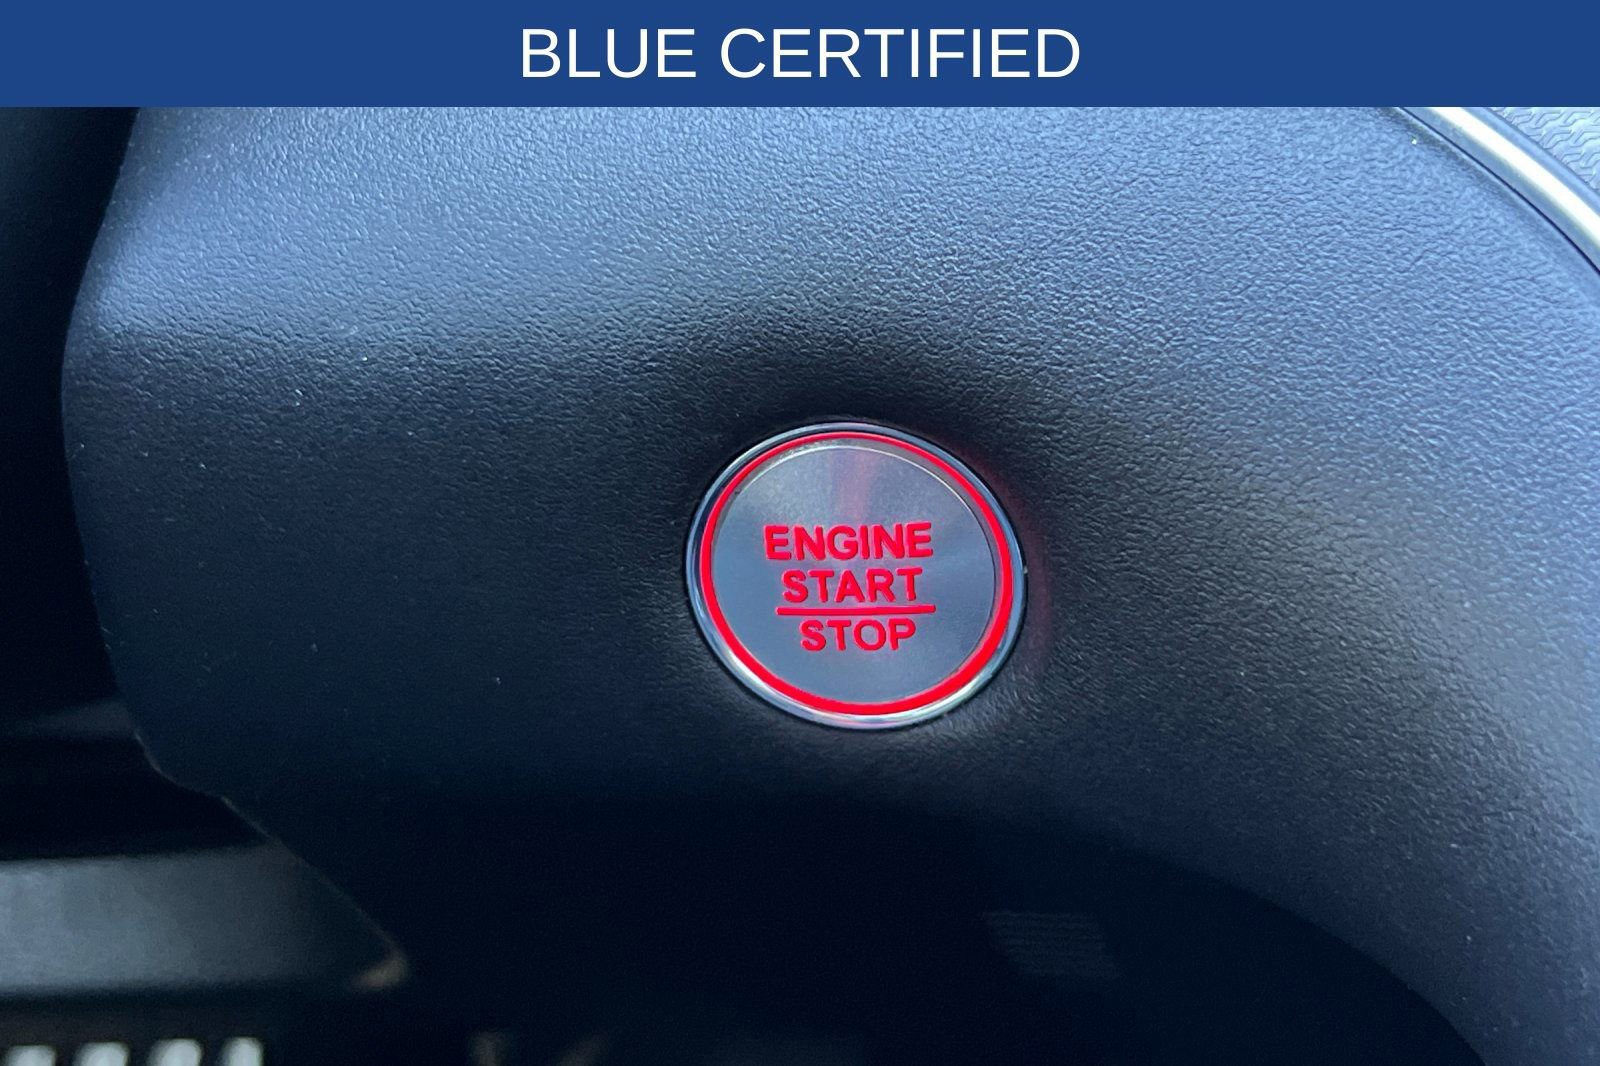 BLUE CERTIFIED
ENGINE
START
STOP